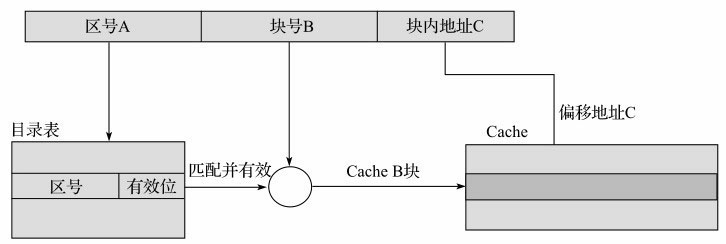 区号A 块号B 块内地址C
目录表
偏移地址C
Cache
匹配并有效
Cache B块
区号 有效位